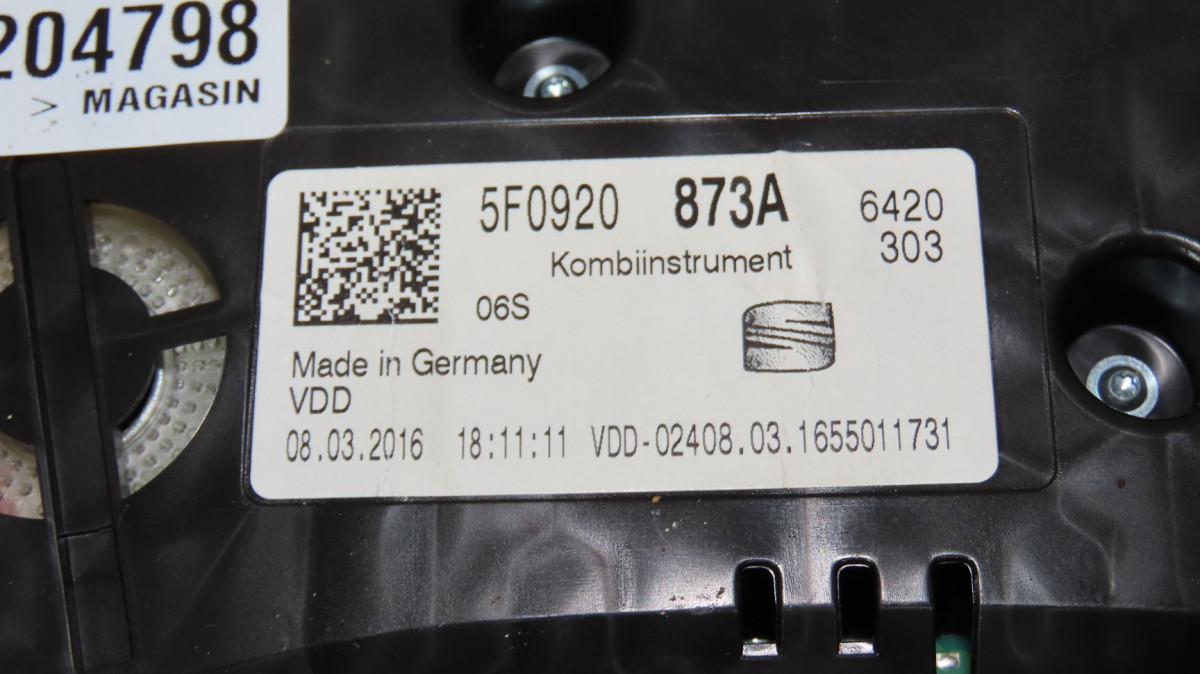 204798
> MAGASIN
5F0920 873A 6420
Kombiinstrument 303
06S
Made in Germany
VDD
08.03.2016 18:11:11 VDD-02408.03.1655011731